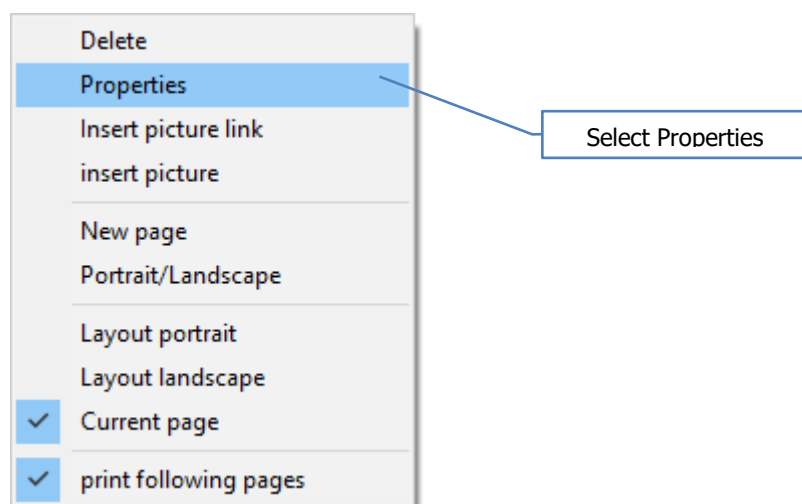 Delete
Properties
Insert picture link
insert picture
New page
Portrait/Landscape
Layout portrait
Layout landscape
Current page
print following pages
Select Properties